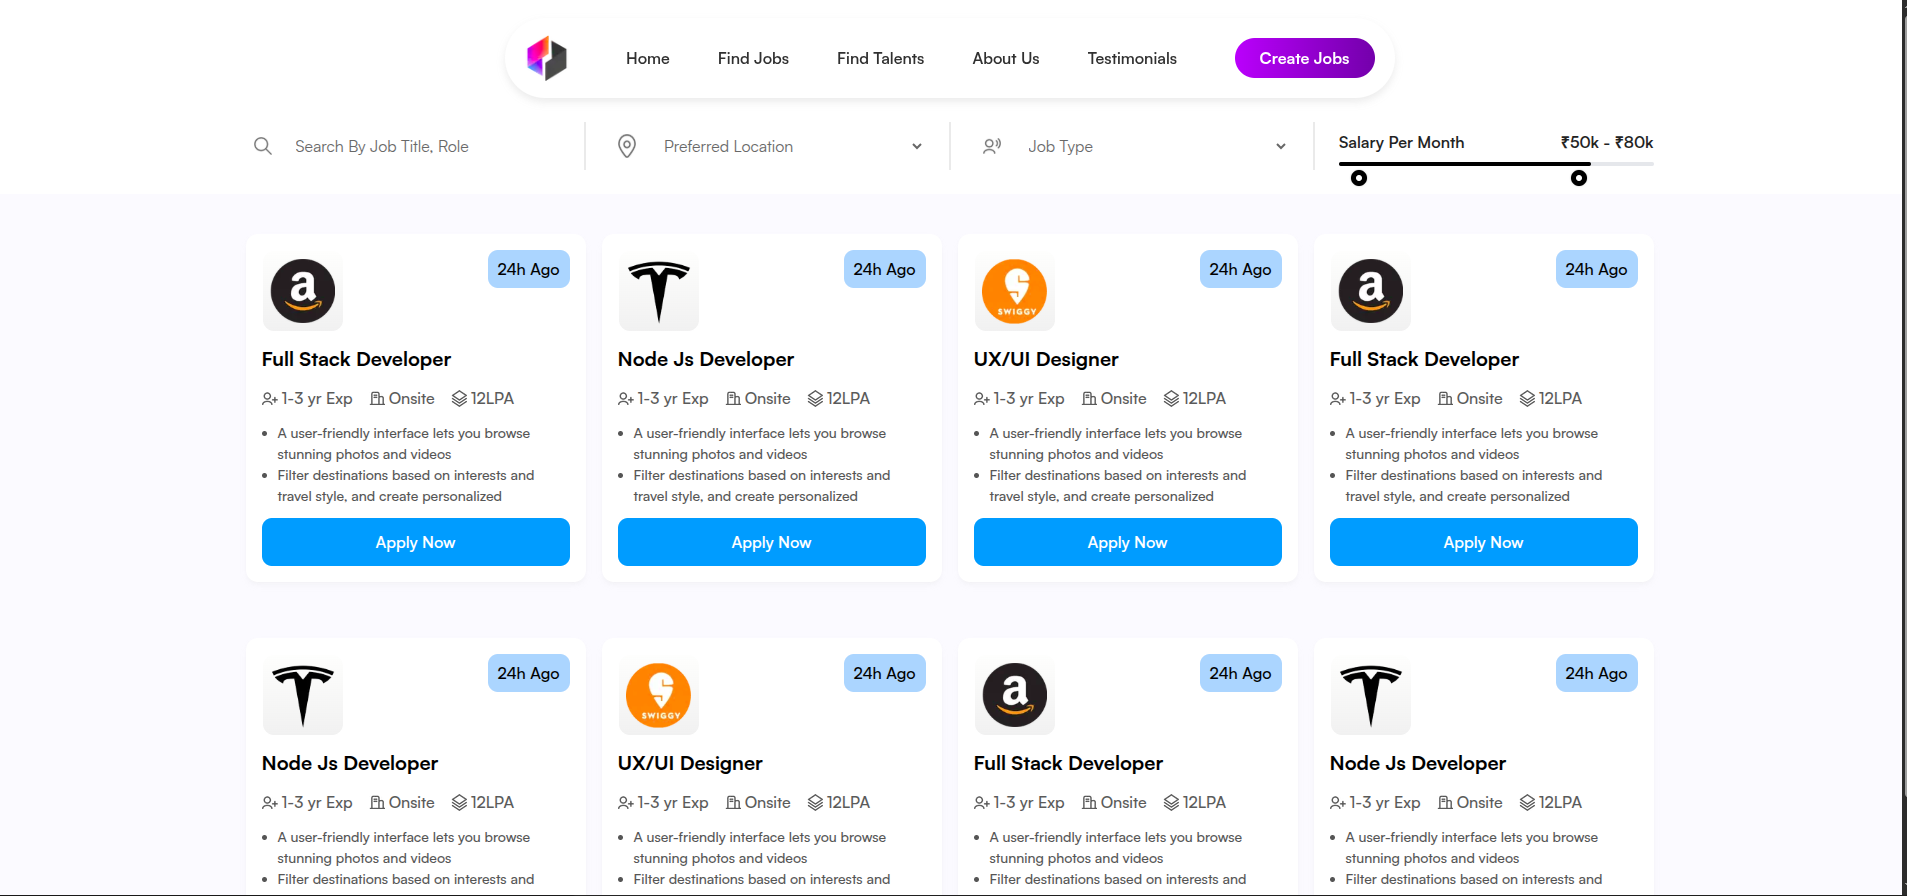 Home Find Jobs Find Talents About Us Testimonials Create Jobs
Search By Job Title, Role Preferred Location Job Type Salary Per Month ₹50k - ₹80k
a 24h Ago 24h Ago SWIGGY 24h Ago a 24h Ago
Full Stack Developer Node Js Developer UX/UI Designer Full Stack Developer
1-3 yr Exp Onsite 12LPA 1-3 yr Exp Onsite 12LPA 1-3 yr Exp Onsite 12LPA 1-3 yr Exp Onsite 12LPA
• A user-friendly interface lets you browse • A user-friendly interface lets you browse • A user-friendly interface lets you browse • A user-friendly interface lets you browse
stunning photos and videos stunning photos and videos stunning photos and videos stunning photos and videos
• Filter destinations based on interests and • Filter destinations based on interests and • Filter destinations based on interests and • Filter destinations based on interests and
travel style, and create personalized travel style, and create personalized travel style, and create personalized travel style, and create personalized
Apply Now Apply Now Apply Now Apply Now
24h Ago SWIGGY 24h Ago a 24h Ago 24h Ago
Node Js Developer UX/UI Designer Full Stack Developer Node Js Developer
1-3 yr Exp Onsite 12LPA 1-3 yr Exp Onsite 12LPA 1-3 yr Exp Onsite 12LPA 1-3 yr Exp Onsite 12LPA
• A user-friendly interface lets you browse • A user-friendly interface lets you browse • A user-friendly interface lets you browse • A user-friendly interface lets you browse
stunning photos and videos stunning photos and videos stunning photos and videos stunning photos and videos
• Filter destinations based on interests and • Filter destinations based on interests and • Filter destinations based on interests and • Filter destinations based on interests and